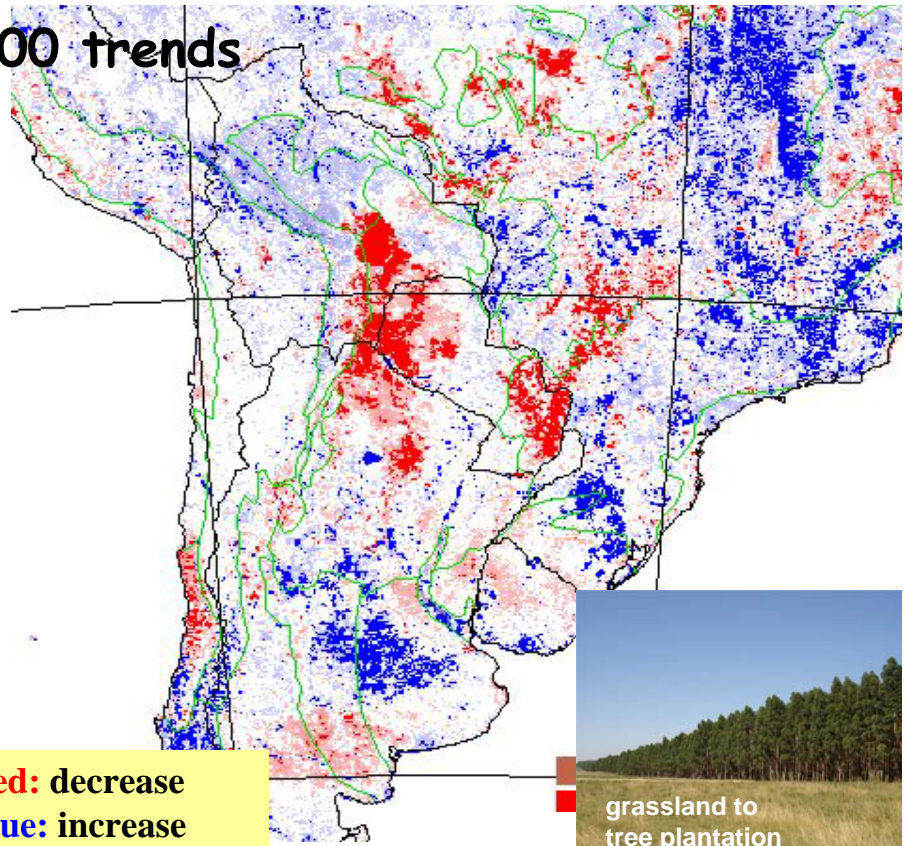 00 trends
ed: decrease
ue: increase
grassland to
tree plantation